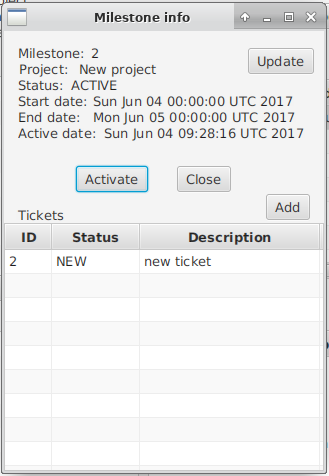 Milestone info
Milestone: 2
Update
Project: New project
Status: ACTIVE
Start date: Sun Jun 04 00:00:00 UTC 2017
End date: Mon Jun 05 00:00:00 UTC 2017
Active date: Sun Jun 04 09:28:16 UTC 2017
Activate Close
Add
Tickets
ID Status Description
2 NEW new ticket